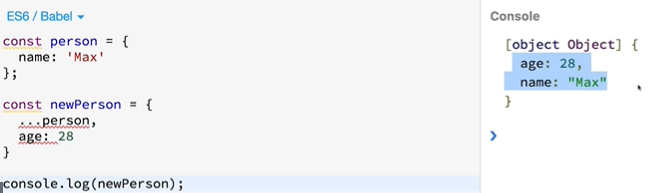 ES6 / Babel
const person = {
  name: 'Max'
};
const newPerson = {
  ...person,
  age: 28
}
console.log(newPerson);
Console
[object Object] {
  age: 28,
  name: "Max"
}
❯